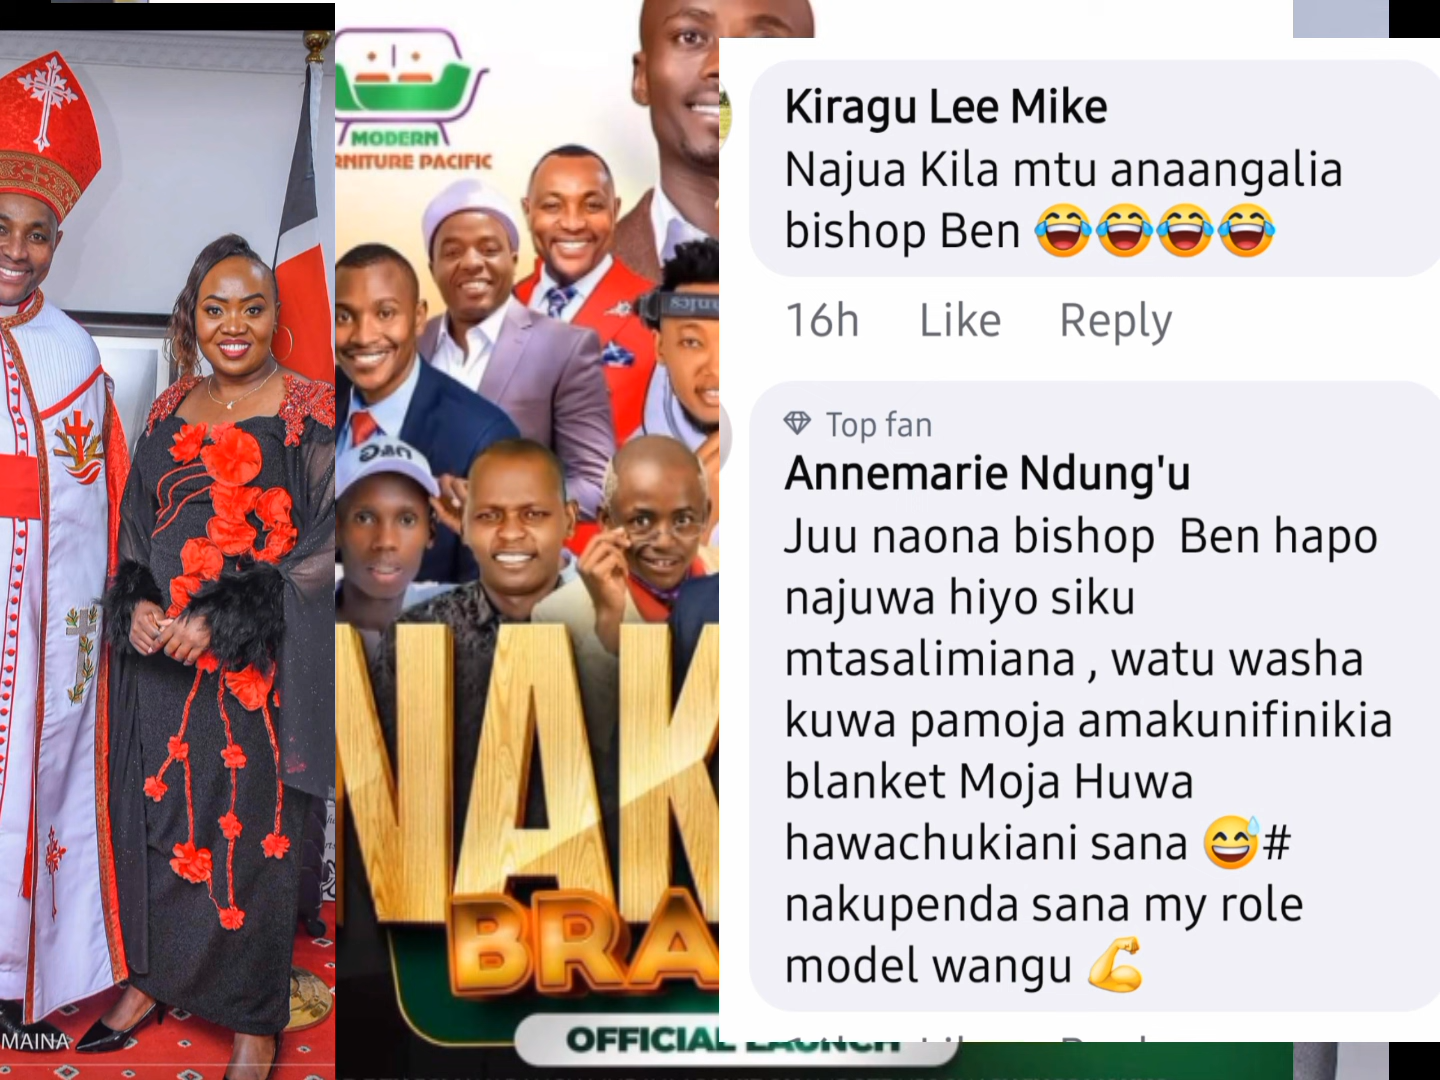 MODERN
RNITURE PACIFIC
NAK
BRA
OFFICIAL LAUNCH
MAINA
Kiragu Lee Mike
Najua Kila mtu anaangalia
bishop Ben 😂😂😂😂
16h Like Reply
Top fan
Annemarie Ndung'u
Juu naona bishop Ben hapo
najuwa hiyo siku
mtasalimiana , watu washa
kuwa pamoja amakunifinikia
blanket Moja Huwa
hawachukiani sana 😅#
nakupenda sana my role
model wangu 💪